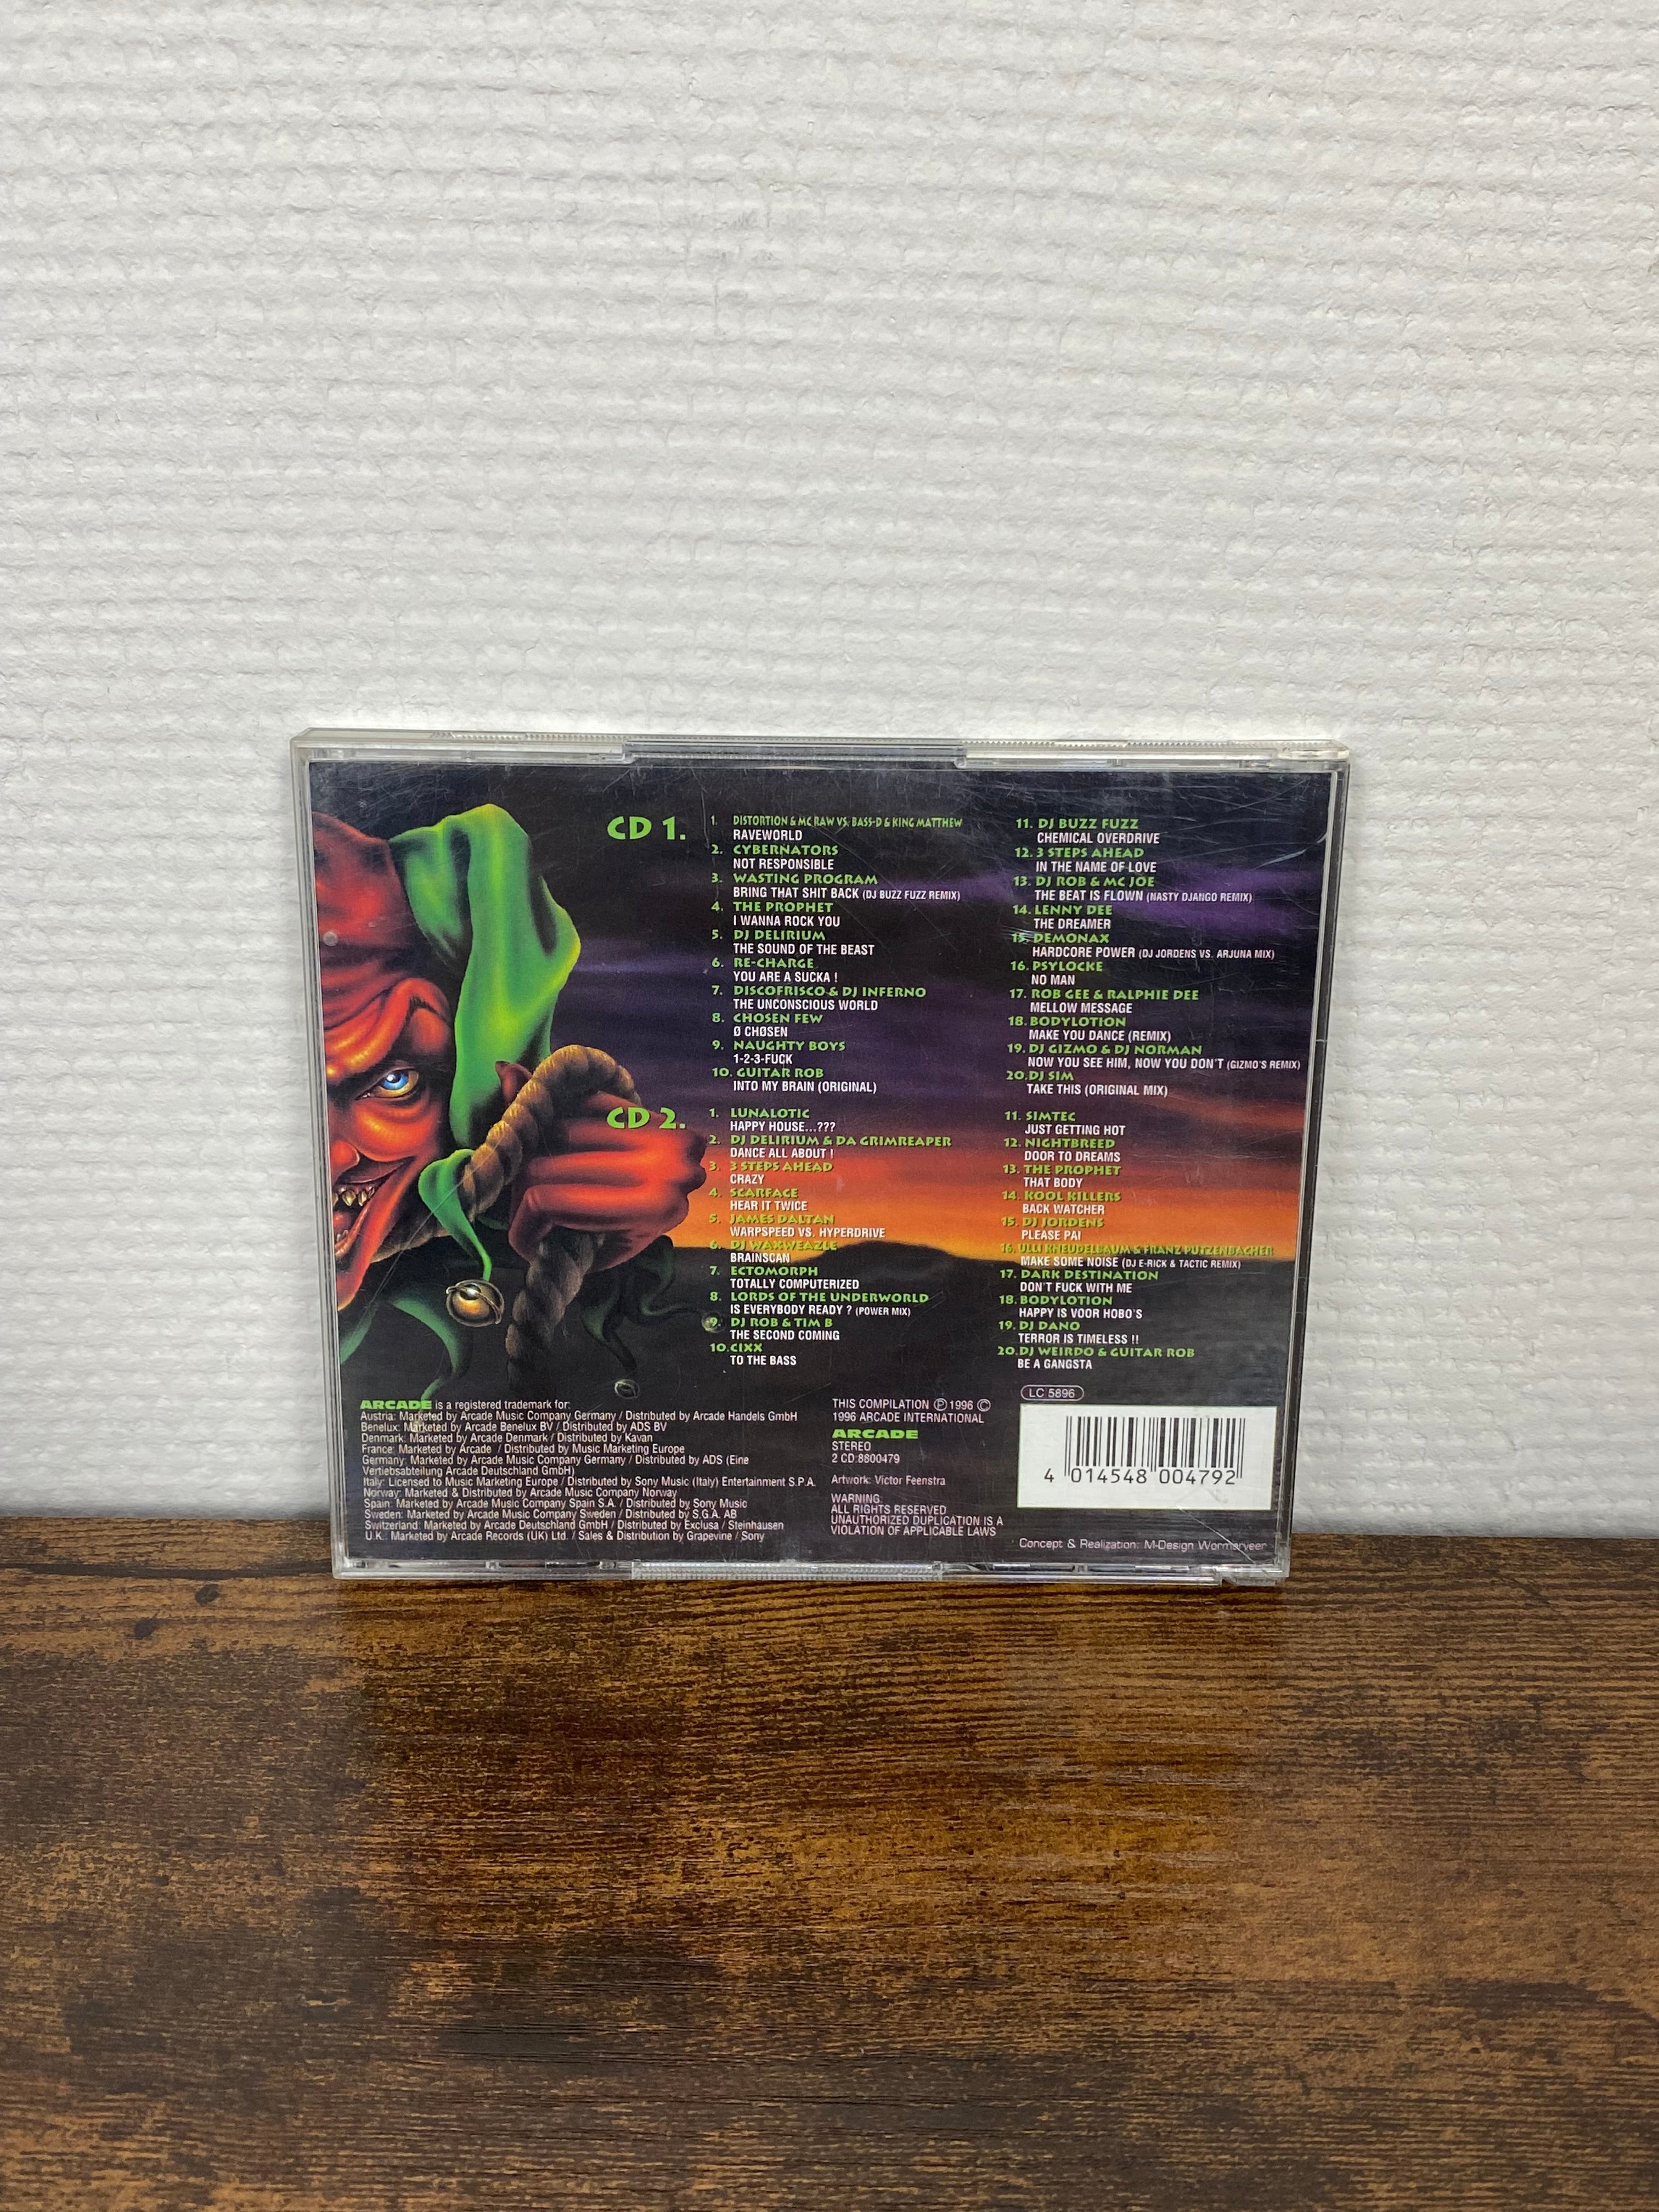 CD 1.
1. DISTORTION & MC RAW VS. BASS-D & KING MATTHEW
RAVEWORLD
2. CYBERNATORS
NOT RESPONSIBLE
3. WASTING PROGRAM
BRING THAT SHIT BACK (DJ BUZZ FUZZ REMIX)
4. THE PROPHET
I WANNA ROCK YOU
5. DJ DELIRIUM
THE SOUND OF THE BEAST
6. RE-CHARGE
YOU ARE A SUCKA !
7. DISCOFRISCO & DJ INFERNO
THE UNCONSCIOUS WORLD
8. CHOSEN FEW
Ø CHØSEN
9. NAUGHTY BOYS
1-2-3-FUCK
10. GUITAR ROB
INTO MY BRAIN (ORIGINAL)
11. DJ BUZZ FUZZ
CHEMICAL OVERDRIVE
12. 3 STEPS AHEAD
IN THE NAME OF LOVE
13. DJ ROB & MC JOE
THE BEAT IS FLOWN (NASTY DJANGO REMIX)
14. LENNY DEE
THE DREAMER
15. DEMONAX
HARDCORE POWER (DJ JORDENS VS. ARJUNA MIX)
16. PSYLOCKE
NO MAN
17. ROB GEE & RALPHIE DEE
MELLOW MESSAGE
18. BODYLOTION
MAKE YOU DANCE (REMIX)
19. DJ GIZMO & DJ NORMAN
NOW YOU SEE HIM, NOW YOU DON'T (GIZMO'S REMIX)
20. DJ SIM
TAKE THIS (ORIGINAL MIX)
CD 2.
1. LUNALOTIC
HAPPY HOUSE...???
2. DJ DELIRIUM & DA GRIMREAPER
DANCE ALL ABOUT !
3. 3 STEPS AHEAD
CRAZY
4. SCARFACE
HEAR IT TWICE
5. JAMES DALTAN
WARPSPEED VS. HYPERDRIVE
6. DJ WAXWEAZLE
BRAINSCAN
7. ECTOMORPH
TOTALLY COMPUTERIZED
8. LORDS OF THE UNDERWORLD
IS EVERYBODY READY ? (POWER MIX)
9. DJ ROB & TIM B
THE SECOND COMING
10. CIXX
TO THE BASS
11. SIMTEC
JUST GETTING HOT
12. NIGHTBREED
DOOR TO DREAMS
13. THE PROPHET
THAT BODY
14. KOOL KILLERS
BACK WATCHER
15. DJ JORDENS
PLEASE PAI
16. ULLI KNEUDELBAUM & FRANZ PUTZENBACHER
MAKE SOME NOISE (DJ E-RICK & TACTIC REMIX)
17. DARK DESTINATION
DON'T FUCK WITH ME
18. BODYLOTION
HAPPY IS VOOR HOBO'S
19. DJ DANO
TERROR IS TIMELESS !!
20. DJ WEIRDO & GUITAR ROB
BE A GANGSTA
ARCADE is a registered trademark for:
Austria: Marketed by Arcade Music Company Germany / Distributed by Arcade Handels GmbH
Benelux: Marketed by Arcade Benelux BV / Distributed by ADS BV
Denmark: Marketed by Arcade Denmark / Distributed by Kavan
France: Marketed by Arcade / Distributed by Music Marketing Europe
Germany: Marketed by Arcade Music Company Germany / Distributed by ADS (Eine
Vertiebsabteilung Arcade Deutschland GmbH)
Italy: Licensed to Music Marketing Europe / Distributed by Sony Music (Italy) Entertainment S.P.A.
Norway: Marketed & Distributed by Arcade Music Company Norway
Spain: Marketed by Arcade Music Company Spain S.A. / Distributed by Sony Music
Sweden: Marketed by Arcade Music Company Sweden / Distributed by S.G.A. AB
Switzerland: Marketed by Arcade Deutschland GmbH / Distributed by Exclusa / Steinhausen
U.K. Marketed by Arcade Records (UK) Ltd. / Sales & Distribution by Grapevine / Sony
THIS COMPILATION Ⓟ 1996 ©
1996 ARCADE INTERNATIONAL
ARCADE
STEREO
2 CD:8800479
Artwork: Victor Feenstra
WARNING:
ALL RIGHTS RESERVED
UNAUTHORIZED DUPLICATION IS A
VIOLATION OF APPLICABLE LAWS
LC 5896
4 014548 004792
Concept & Realization: M-Design Wormerveer